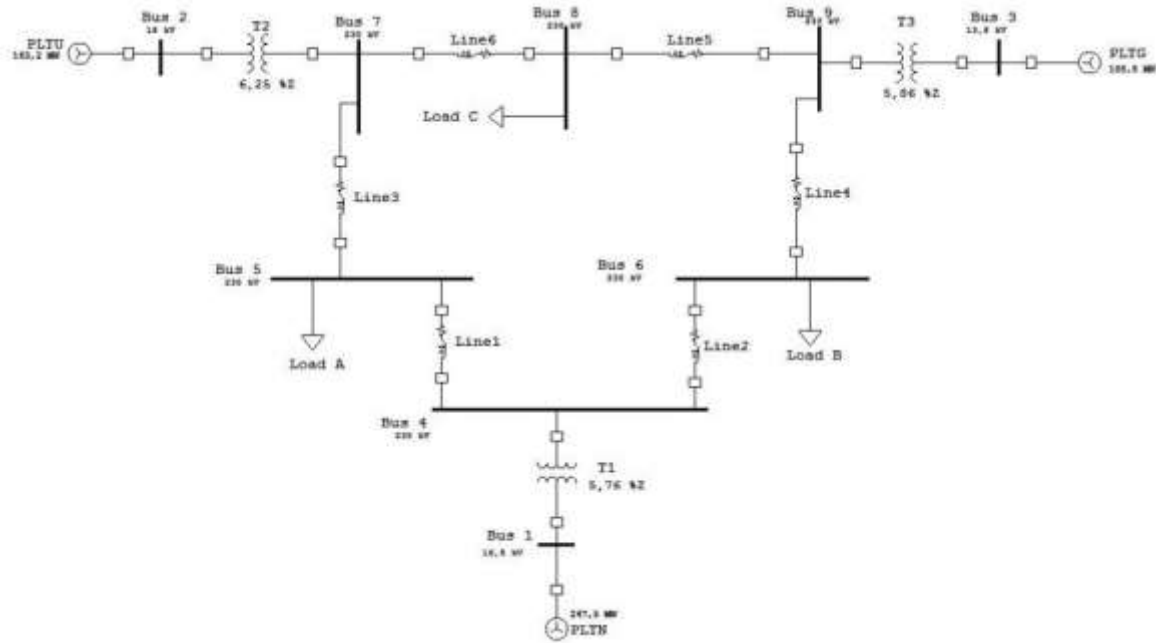 Bus 2
18 kV
T2
6,25 %Z
PLTU
Bus 7
230 kV
Line6
Bus 8
230 kV
Line5
Bus 9
T3
5,86 %Z
Bus 3
13,8 kV
PLTG
Load C
Line3
Line4
Bus 5
230 kV
Bus 6
230 kV
Load A
Line1
Line2
Load B
Bus 4
230 kV
T1
5,76 %Z
Bus 1
16,5 kV
247,5 MW
PLTN